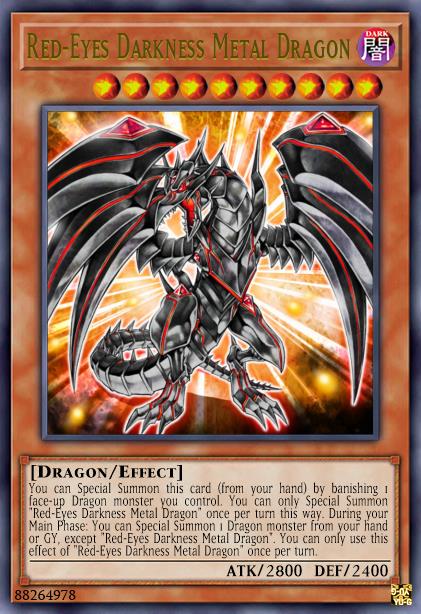 Red-Eyes Darkness Metal Dragon
DARK
闇
[Dragon/Effect]
You can Special Summon this card (from your hand) by banishing 1
face-up Dragon monster you control. You can only Special Summon
"Red-Eyes Darkness Metal Dragon" once per turn this way. During your
Main Phase: You can Special Summon 1 Dragon monster from your hand
or GY, except "Red-Eyes Darkness Metal Dragon". You can only use this
effect of "Red-Eyes Darkness Metal Dragon" once per turn.
ATK/2800 DEF/2400
88264978